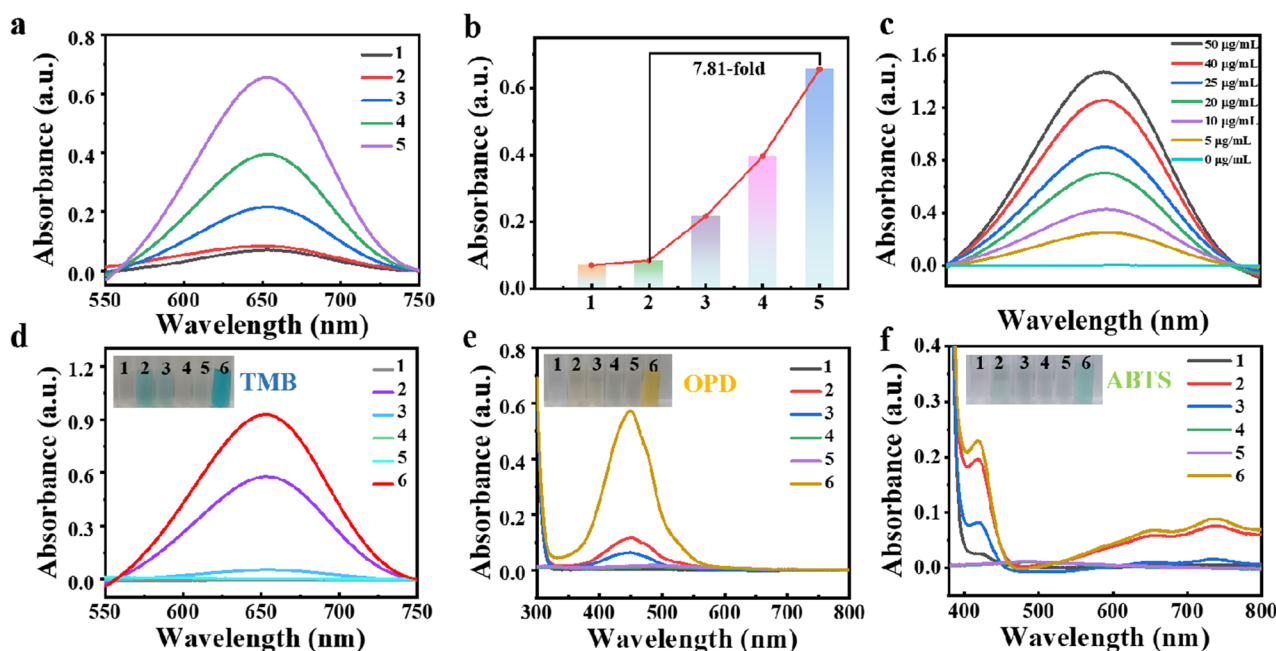 a
0.8
0.6
0.4
0.2
0.0
Absorbance (a.u.)
1
2
3
4
5
550 600 650 700 750
Wavelength (nm)
b
0.6
0.4
0.2
0.0
Absorbance (a.u.)
7.81-fold
1 2 3 4 5
c
1.6
1.2
0.8
0.4
0.0
Absorbance (a.u.)
50 μg/mL
40 μg/mL
25 μg/mL
20 μg/mL
10 μg/mL
5 μg/mL
0 μg/mL
400 500 600 700 800
Wavelength (nm)
d
1.2
0.9
0.6
0.3
0.0
Absorbance (a.u.)
1 2 3 4 5 6
TMB
1
2
3
4
5
6
550 600 650 700 750
Wavelength (nm)
e
0.8
0.6
0.4
0.2
0.0
Absorbance (a.u.)
1 2 3 4 5 6
OPD
1
2
3
4
5
6
300 400 500 600 700 800
Wavelength (nm)
f
0.4
0.3
0.2
0.1
0.0
Absorbance (a.u.)
1 2 3 4 5 6
ABTS
1
2
3
4
5
6
400 500 600 700 800
Wavelength (nm)